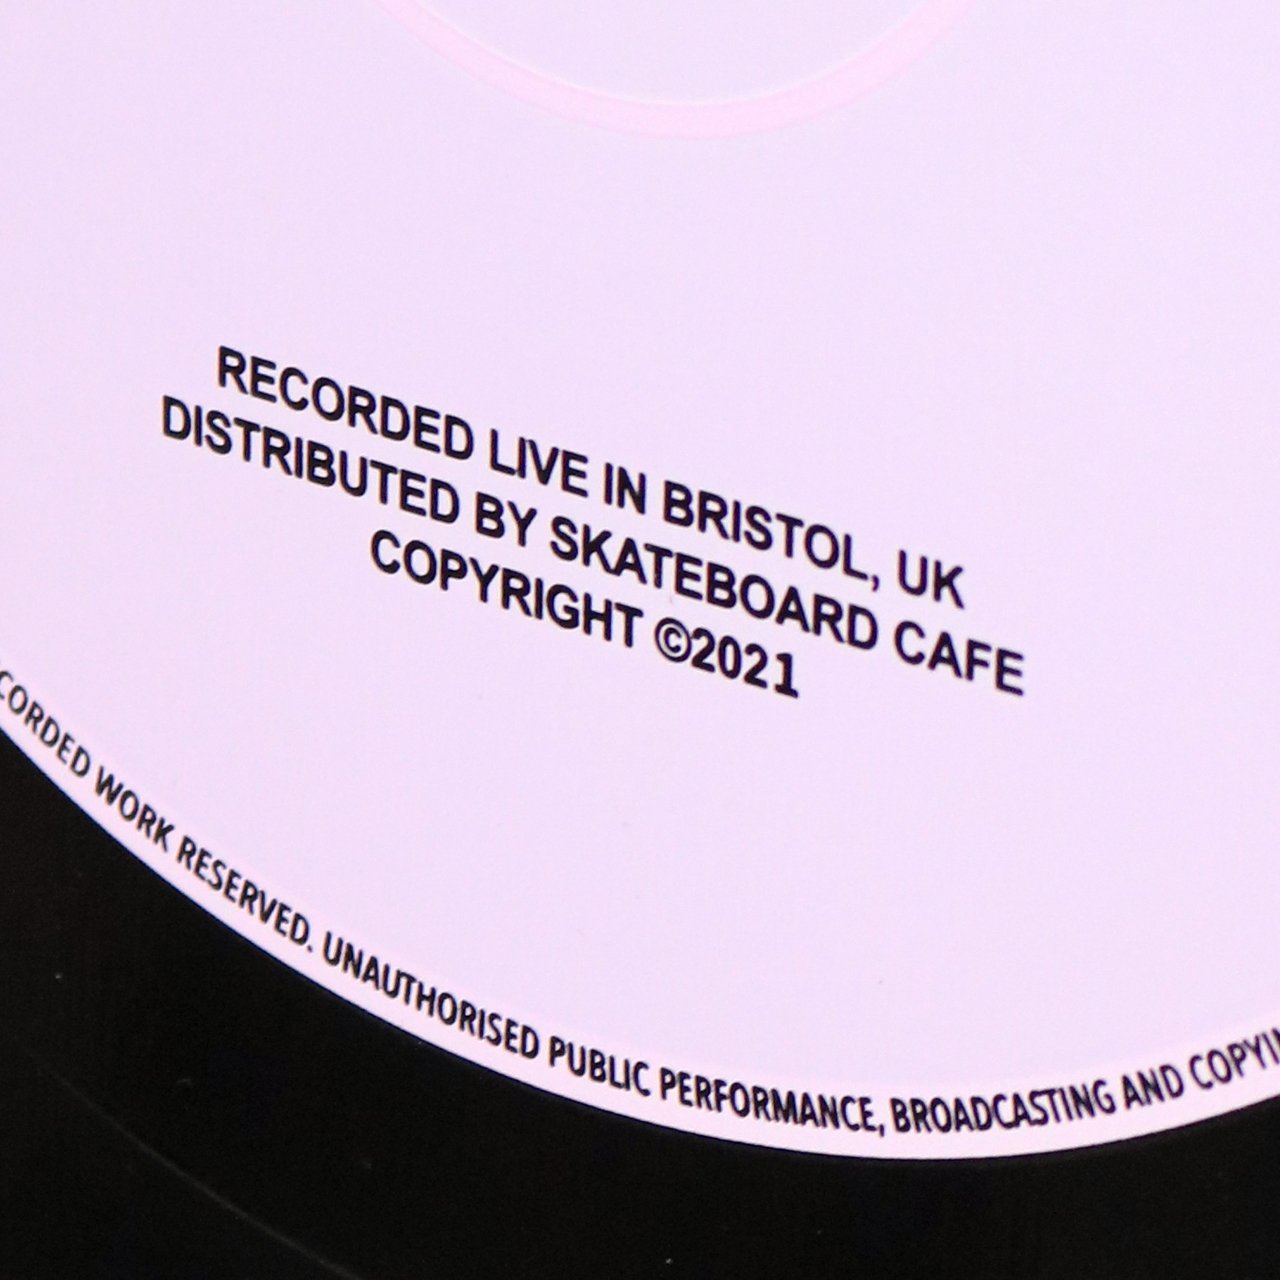 RECORDED LIVE IN BRISTOL, UK
DISTRIBUTED BY SKATEBOARD CAFE
COPYRIGHT ©2021
CORDED WORK RESERVED. UNAUTHORISED PUBLIC PERFORMANCE, BROADCASTING AND COPYIN